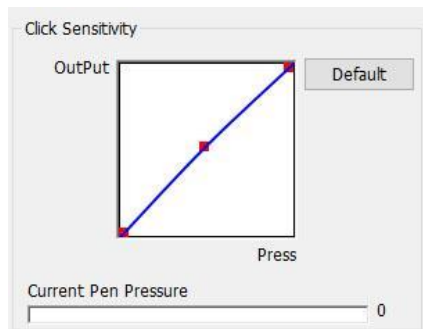 Click Sensitivity
OutPut
Default
Press
Current Pen Pressure
0